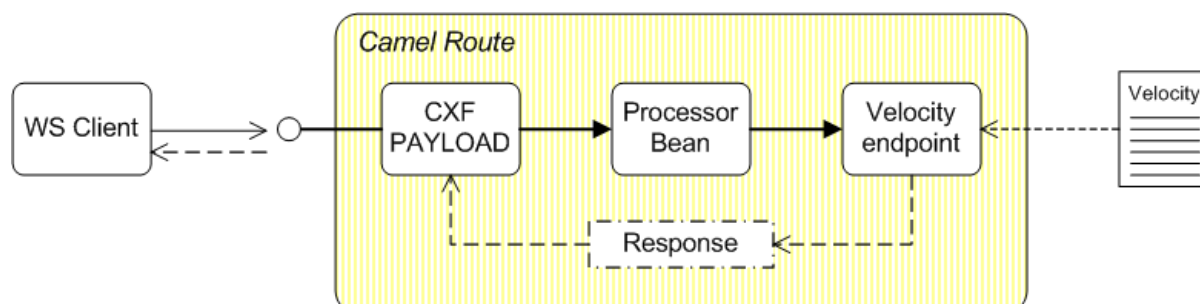 Camel Route
WS Client
CXF
PAYLOAD
Processor
Bean
Velocity
endpoint
Velocity
Response